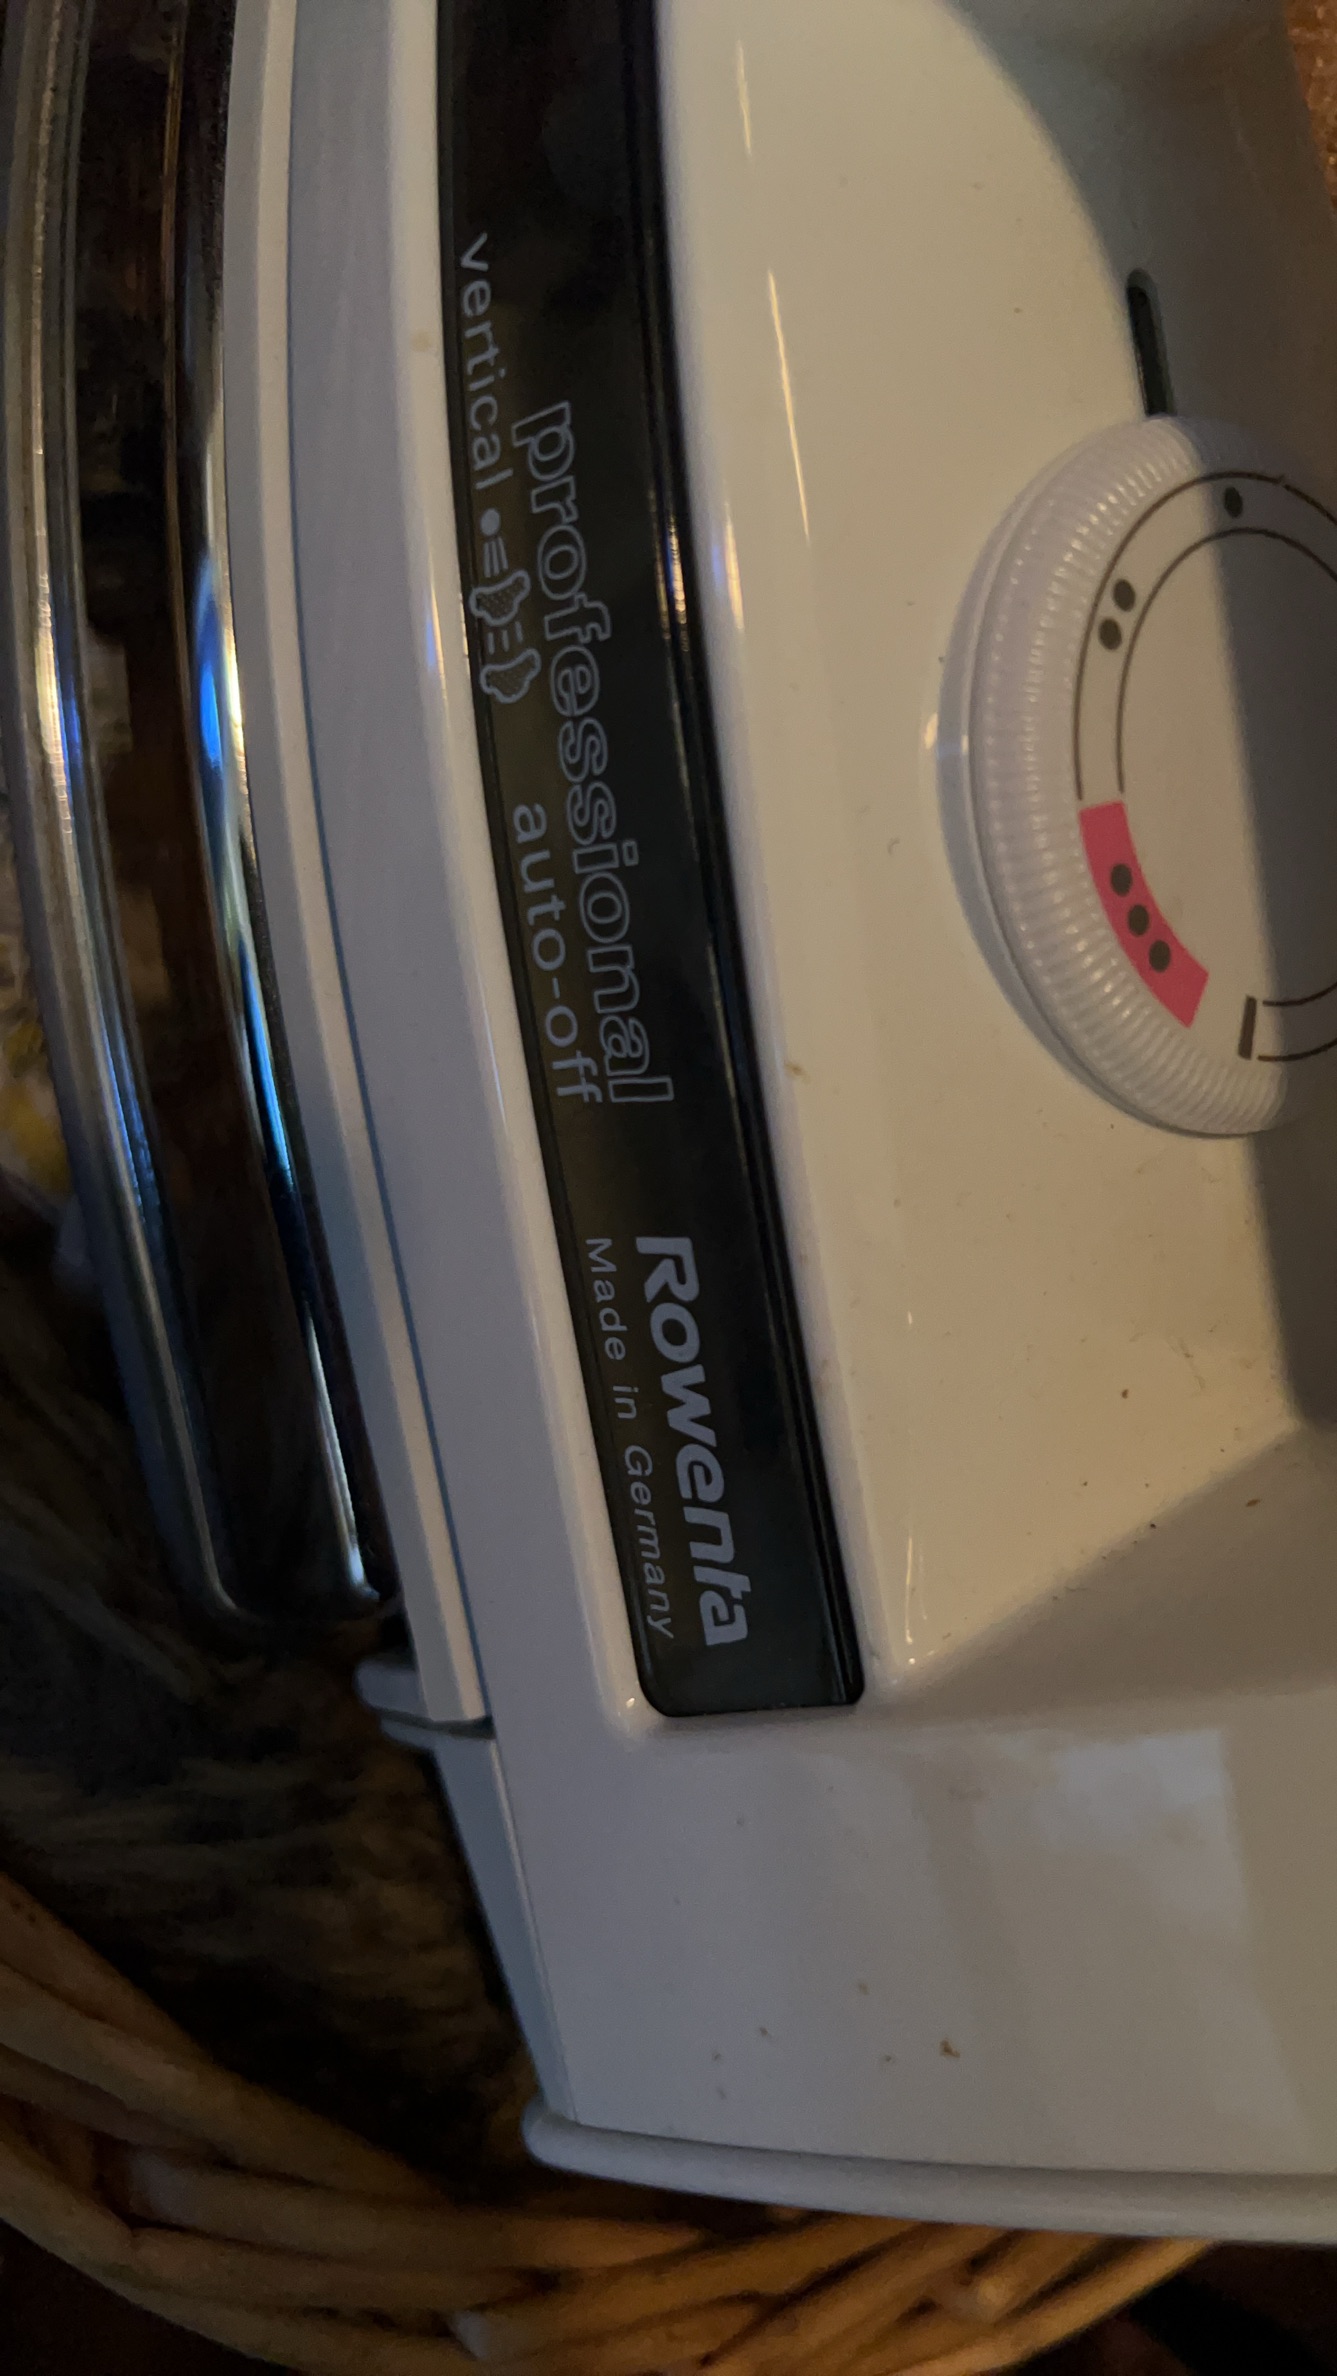 professional
vertical auto-off
Rowenta
Made in Germany